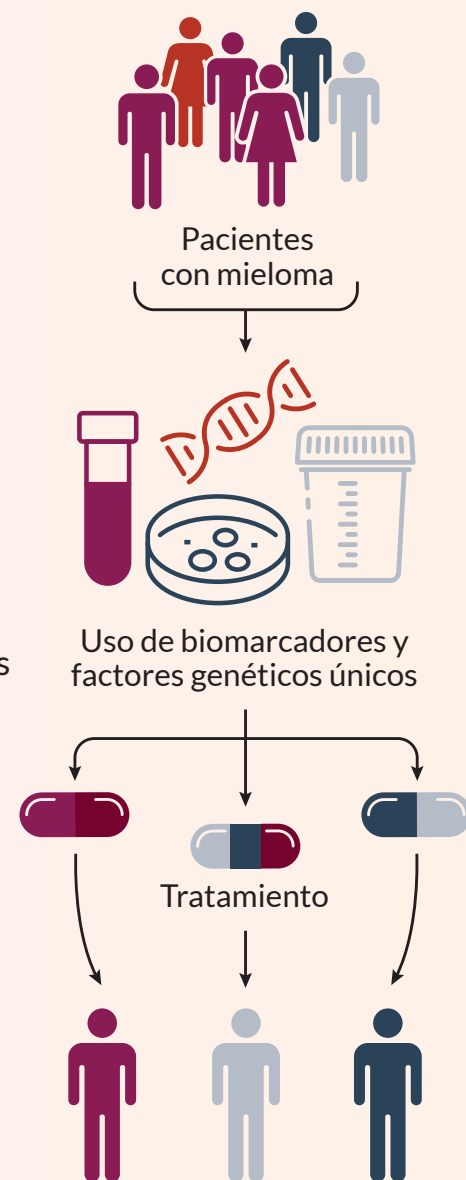 Pacientes
con mieloma
Uso de biomarcadores y
factores genéticos únicos
Tratamiento